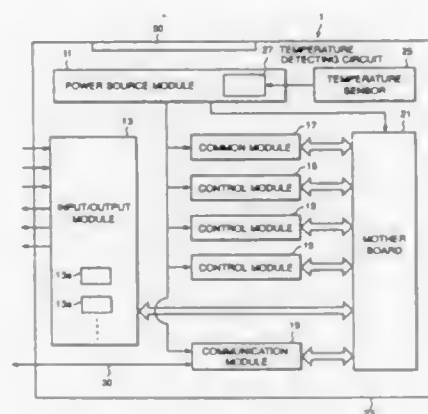 1
11
27
TEMPERATURE
DETECTING CIRCUIT
25
POWER SOURCE MODULE
TEMPERATURE
SENSOR
13
17
21
COMMON MODULE
CONTROL MODULE
INPUT/OUTPUT
MODULE
CONTROL MODULE
MOTHER
BOARD
13a
CONTROL MODULE
13a
19
COMMUNICATION
MODULE
30